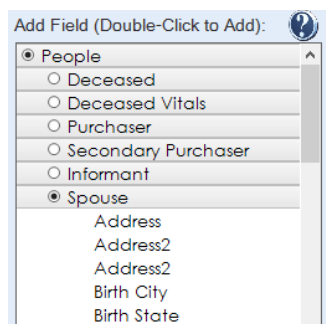 Add Field (Double-Click to Add): ?
People
Deceased
Deceased Vitals
Purchaser
Secondary Purchaser
Informant
Spouse
Address
Address2
Address2
Birth City
Birth State